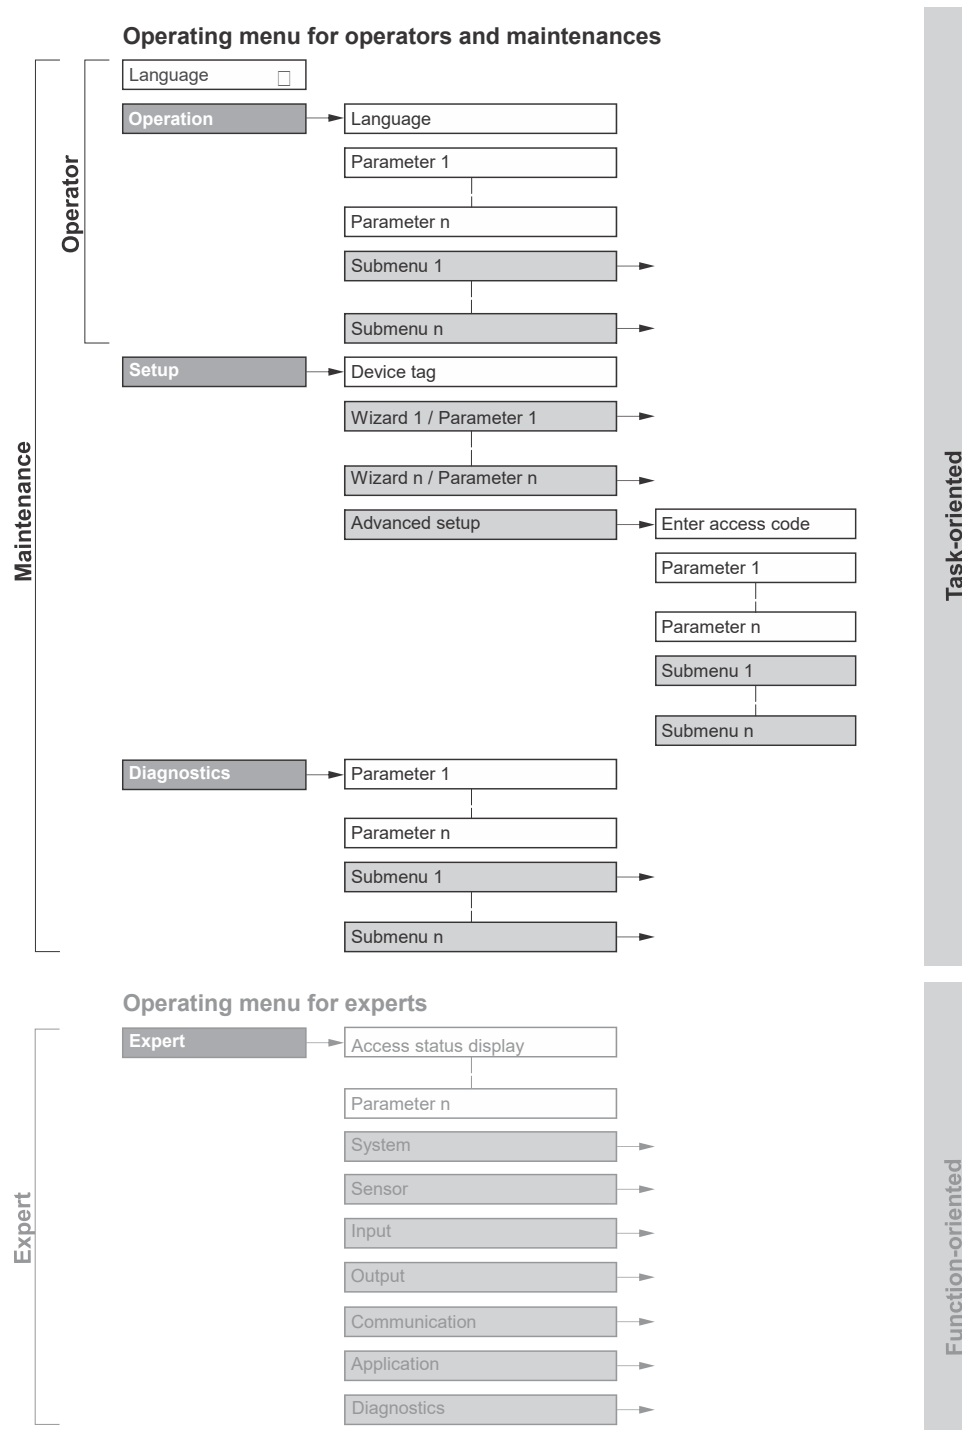 Operating menu for operators and maintenances
Language
Operation
Language
Parameter 1
Parameter n
Submenu 1
Submenu n
Operator
Setup
Device tag
Wizard 1 / Parameter 1
Wizard n / Parameter n
Advanced setup
Enter access code
Parameter 1
Parameter n
Submenu 1
Submenu n
Maintenance
Task-oriented
Diagnostics
Parameter 1
Parameter n
Submenu 1
Submenu n
Operating menu for experts
Expert
Access status display
Parameter n
System
Sensor
Input
Output
Communication
Application
Diagnostics
Expert
Function-oriented